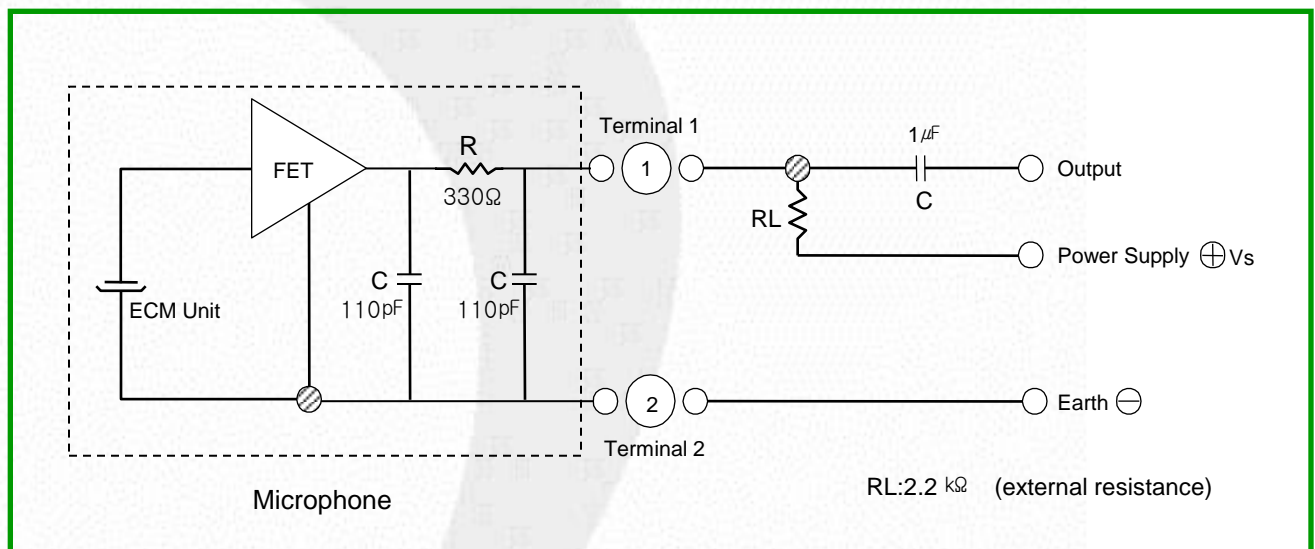 Terminal 1
1
FET
R
330Ω
1㎌
C
Output
RL
Power Supply ⊕Vs
ECM Unit
C
110pF
C
110pF
2
Earth ⊖
Terminal 2
Microphone
RL:2.2 ㏀ (external resistance)